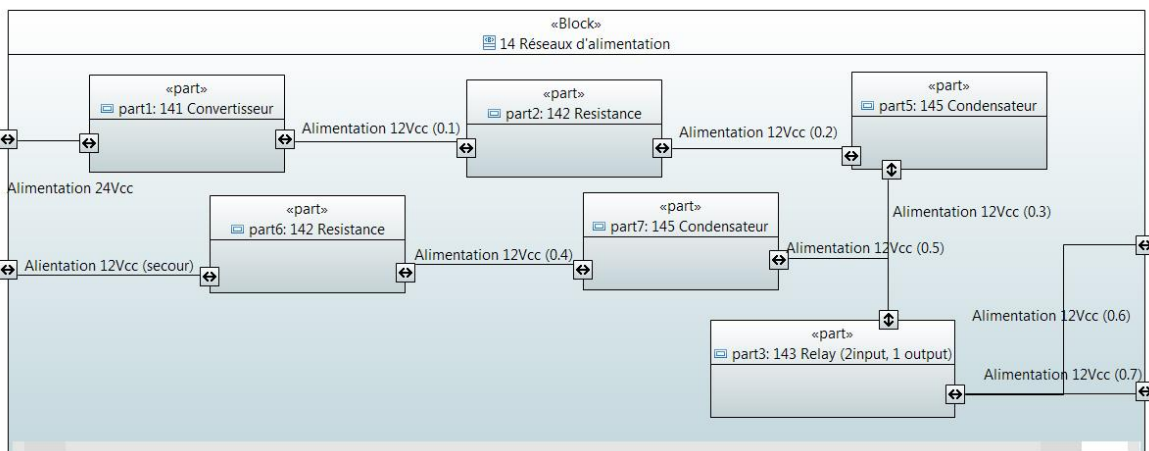 «Block»
14 Réseaux d'alimentation
«part»
part1: 141 Convertisseur
«part»
part2: 142 Resistance
«part»
part5: 145 Condensateur
Alimentation 12Vcc (0.1)
Alimentation 12Vcc (0.2)
Alimentation 24Vcc
«part»
part6: 142 Resistance
«part»
part7: 145 Condensateur
Alimentation 12Vcc (0.3)
Alientation 12Vcc (secour)
Alimentation 12Vcc (0.4)
Alimentation 12Vcc (0.5)
Alimentation 12Vcc (0.6)
«part»
part3: 143 Relay (2input, 1 output)
Alimentation 12Vcc (0.7)